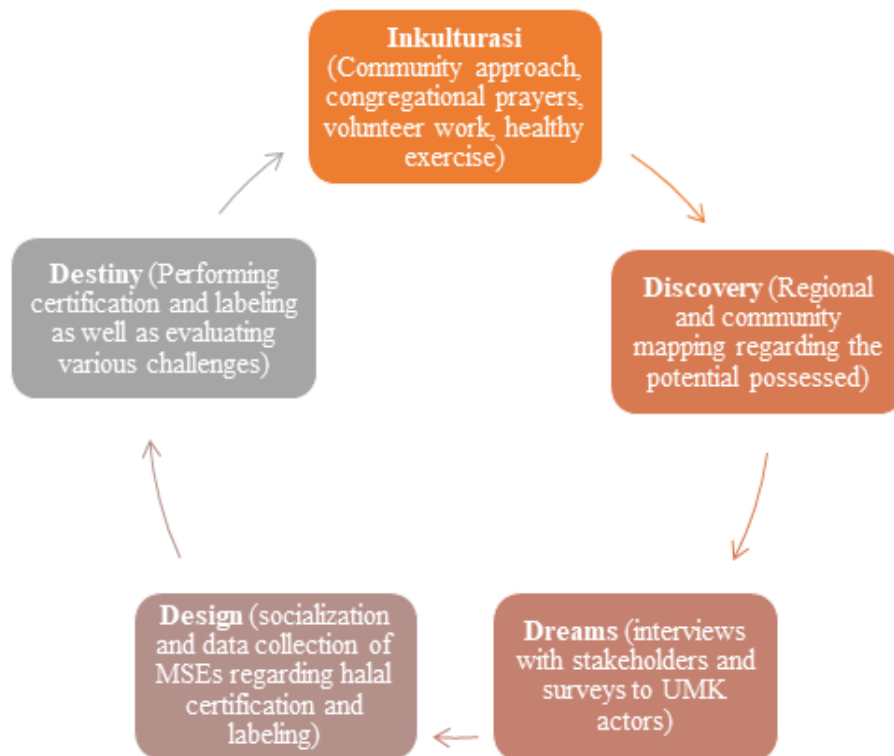 Inkulturasi
(Community approach,
congregational prayers,
volunteer work, healthy
exercise)
Discovery (Regional
and community
mapping regarding the
potential possessed)
Dreams (interviews
with stakeholders and
surveys to UMK
actors)
Design (socialization
and data collection of
MSEs regarding halal
certification and
labeling)
Destiny (Performing
certification and labeling
as well as evaluating
various challenges)